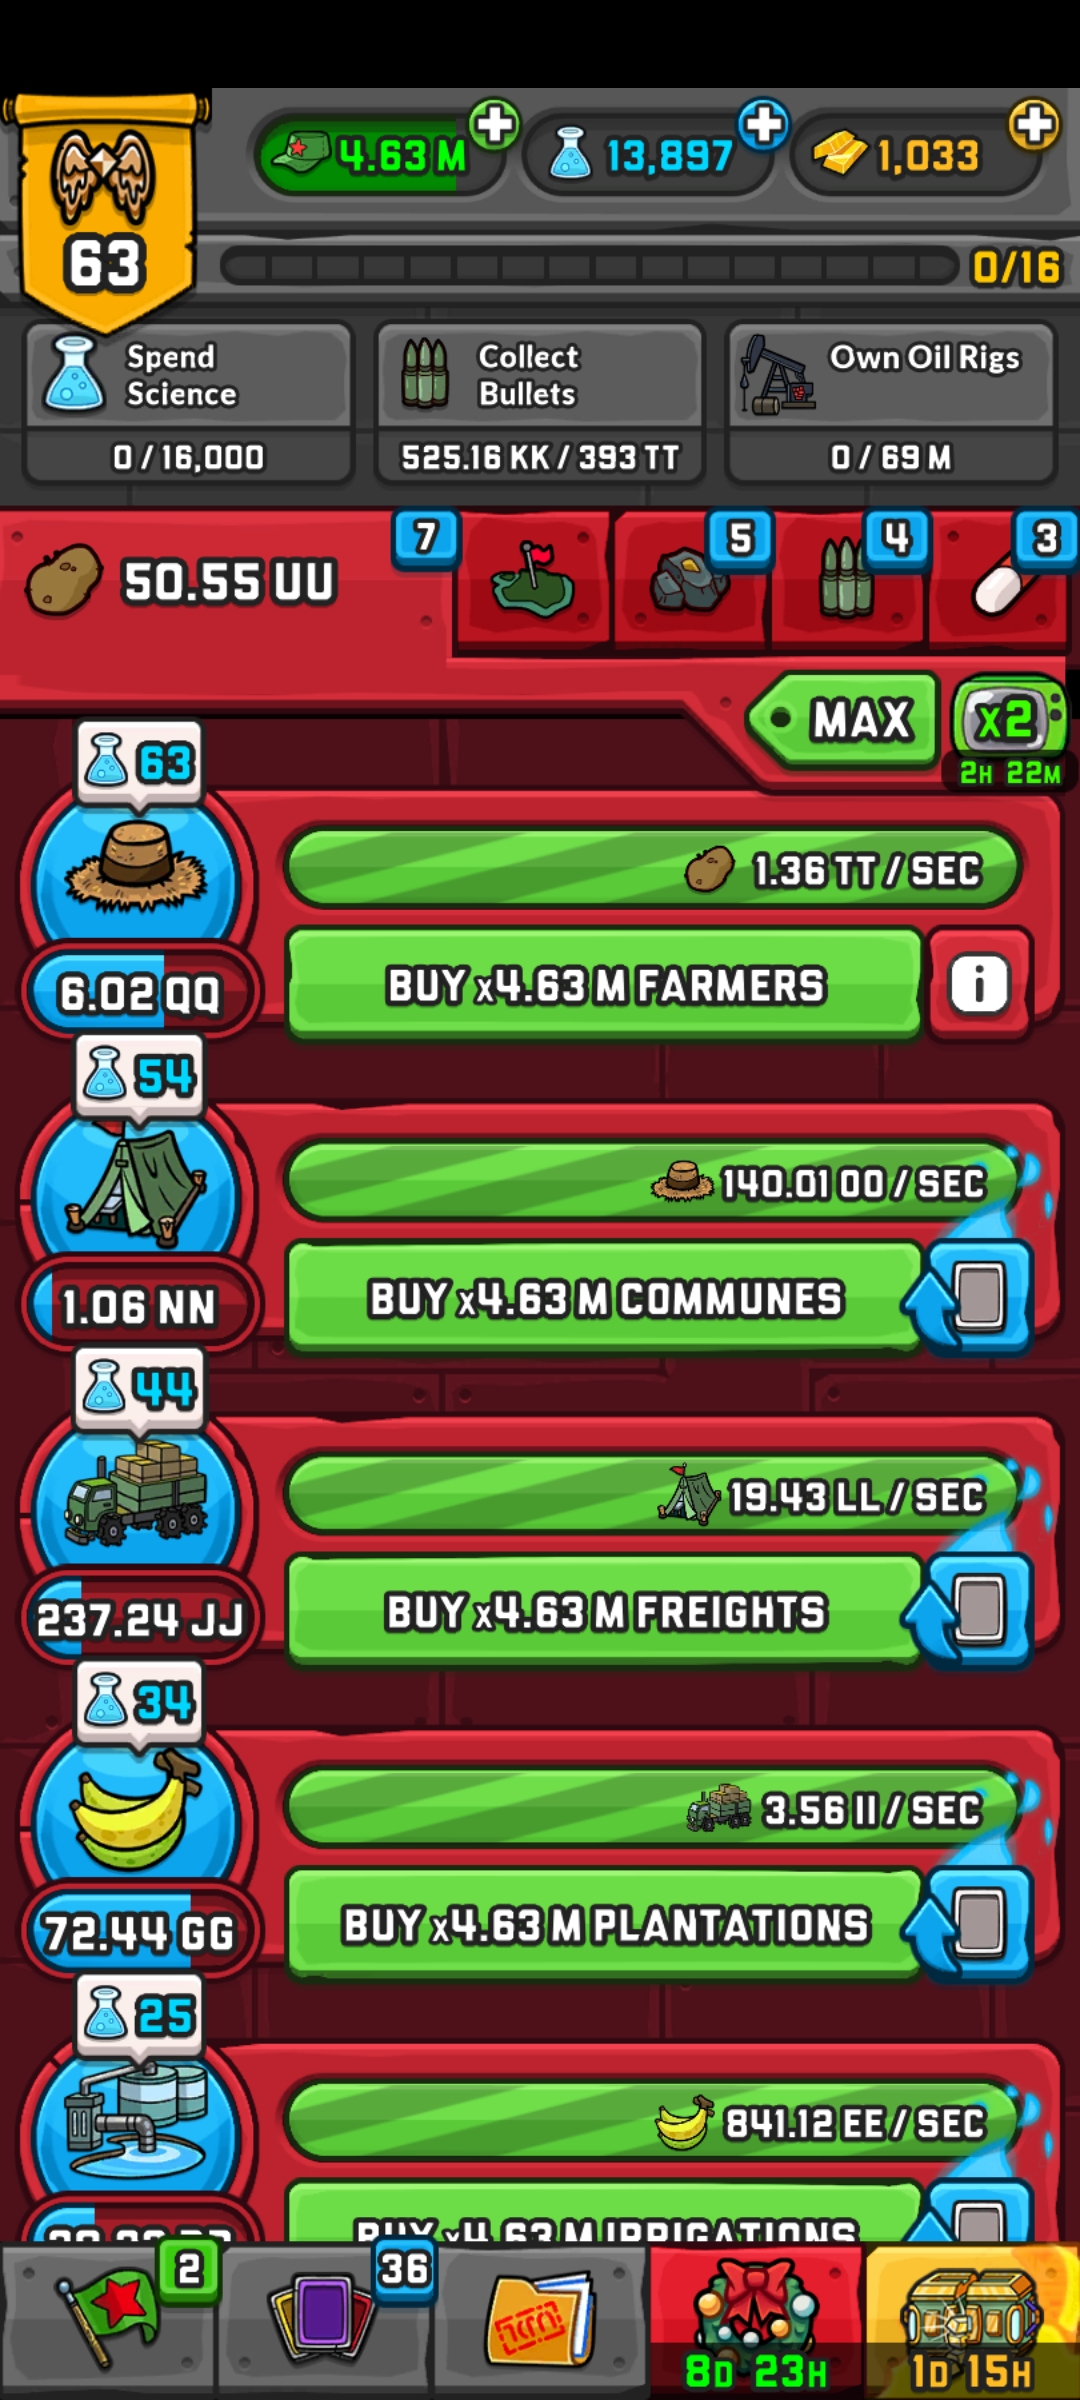 4.63 M
13,897
1,033
63
0/16
Spend
Science
0 / 16,000
Collect
Bullets
525.16 KK / 393 TT
Own Oil Rigs
0 / 69 M
50.55 UU
7
5
4
3
MAX
x2
2H 22M
63
1.36 TT / SEC
6.02 QQ
BUY x4.63 M FARMERS
i
54
140.01 OO / SEC
1.06 NN
BUY x4.63 M COMMUNES
44
19.43 LL / SEC
237.24 JJ
BUY x4.63 M FREIGHTS
34
3.56 II / SEC
72.44 GG
BUY x4.63 M PLANTATIONS
25
841.12 EE / SEC
BUY x4.63 M IRRIGATIONS
2
36
8D 23H
1D 15H